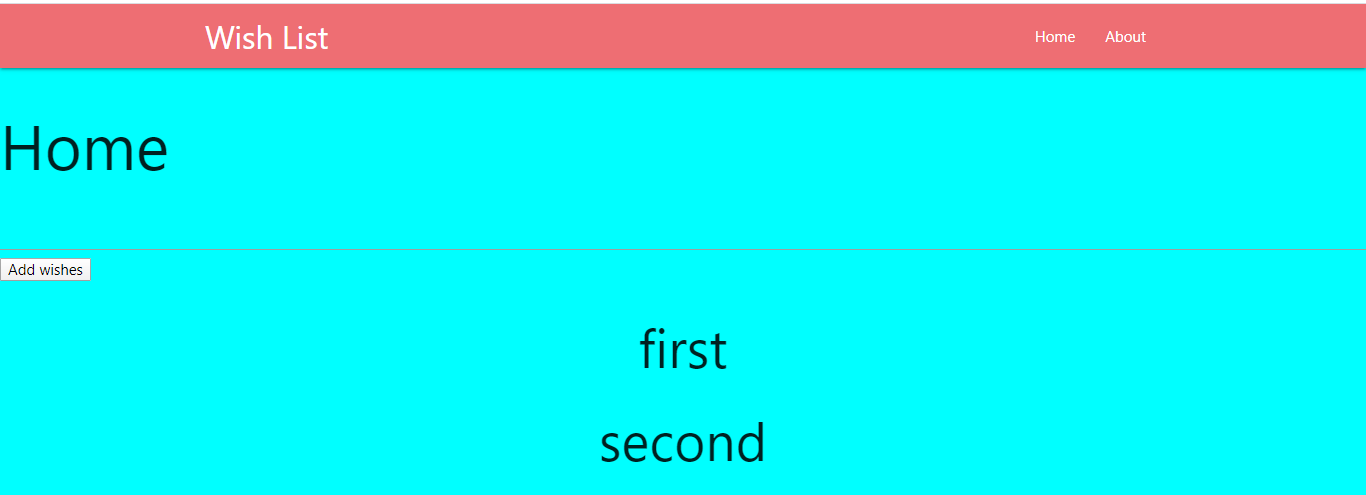 Wish List Home About
Home
Add wishes
first
second